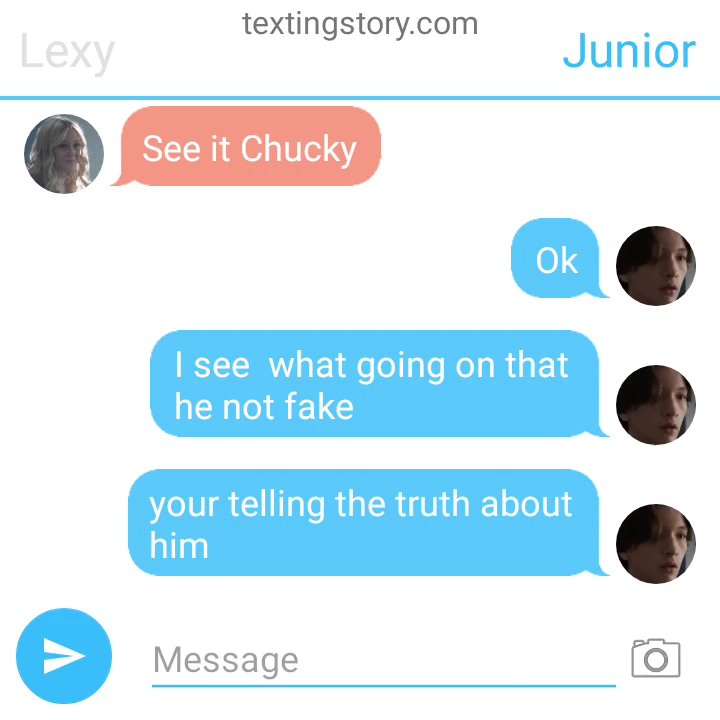 textingstory.com
Lexy
Junior
See it Chucky
Ok
I see  what going on that
he not fake
your telling the truth about
him
Message